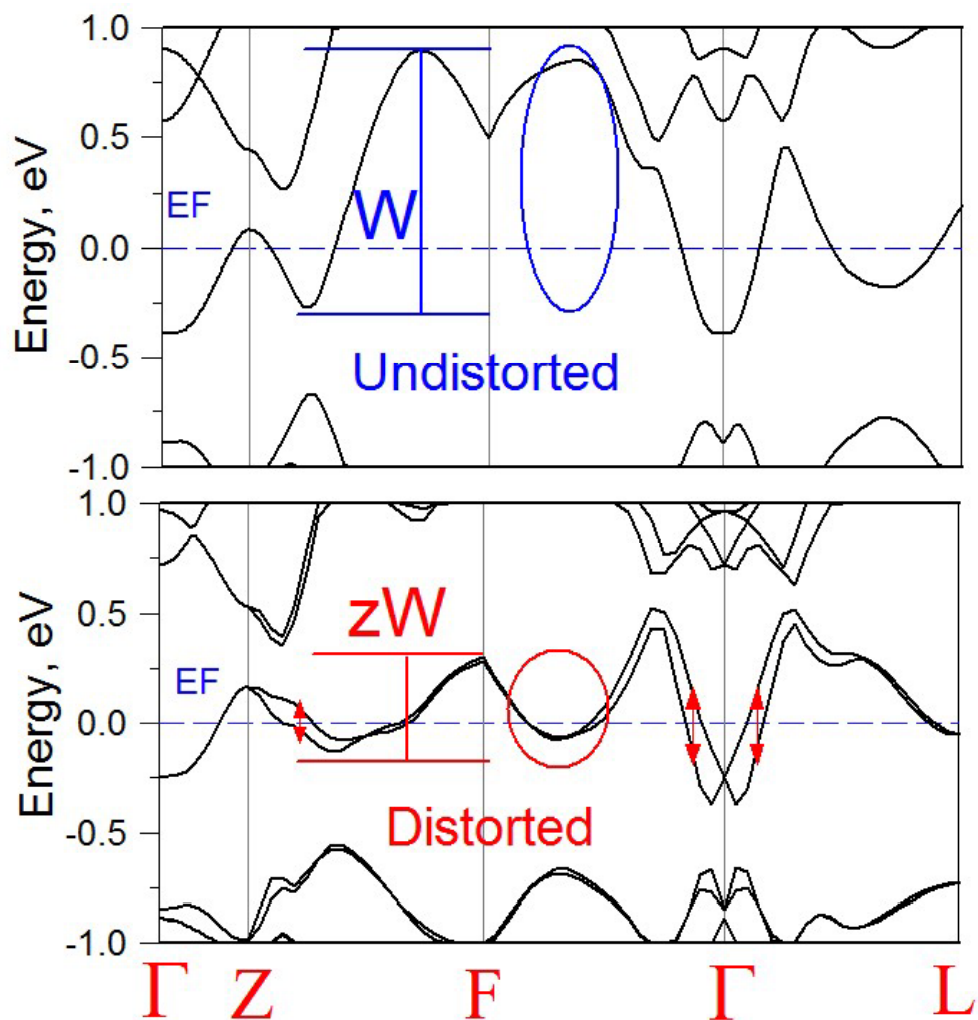 1.0
0.5
0.0
-0.5
-1.0
Energy, eV
EF
W
Undistorted
1.0
0.5
0.0
-0.5
-1.0
Energy, eV
EF
zW
Distorted
Γ Z F Γ L